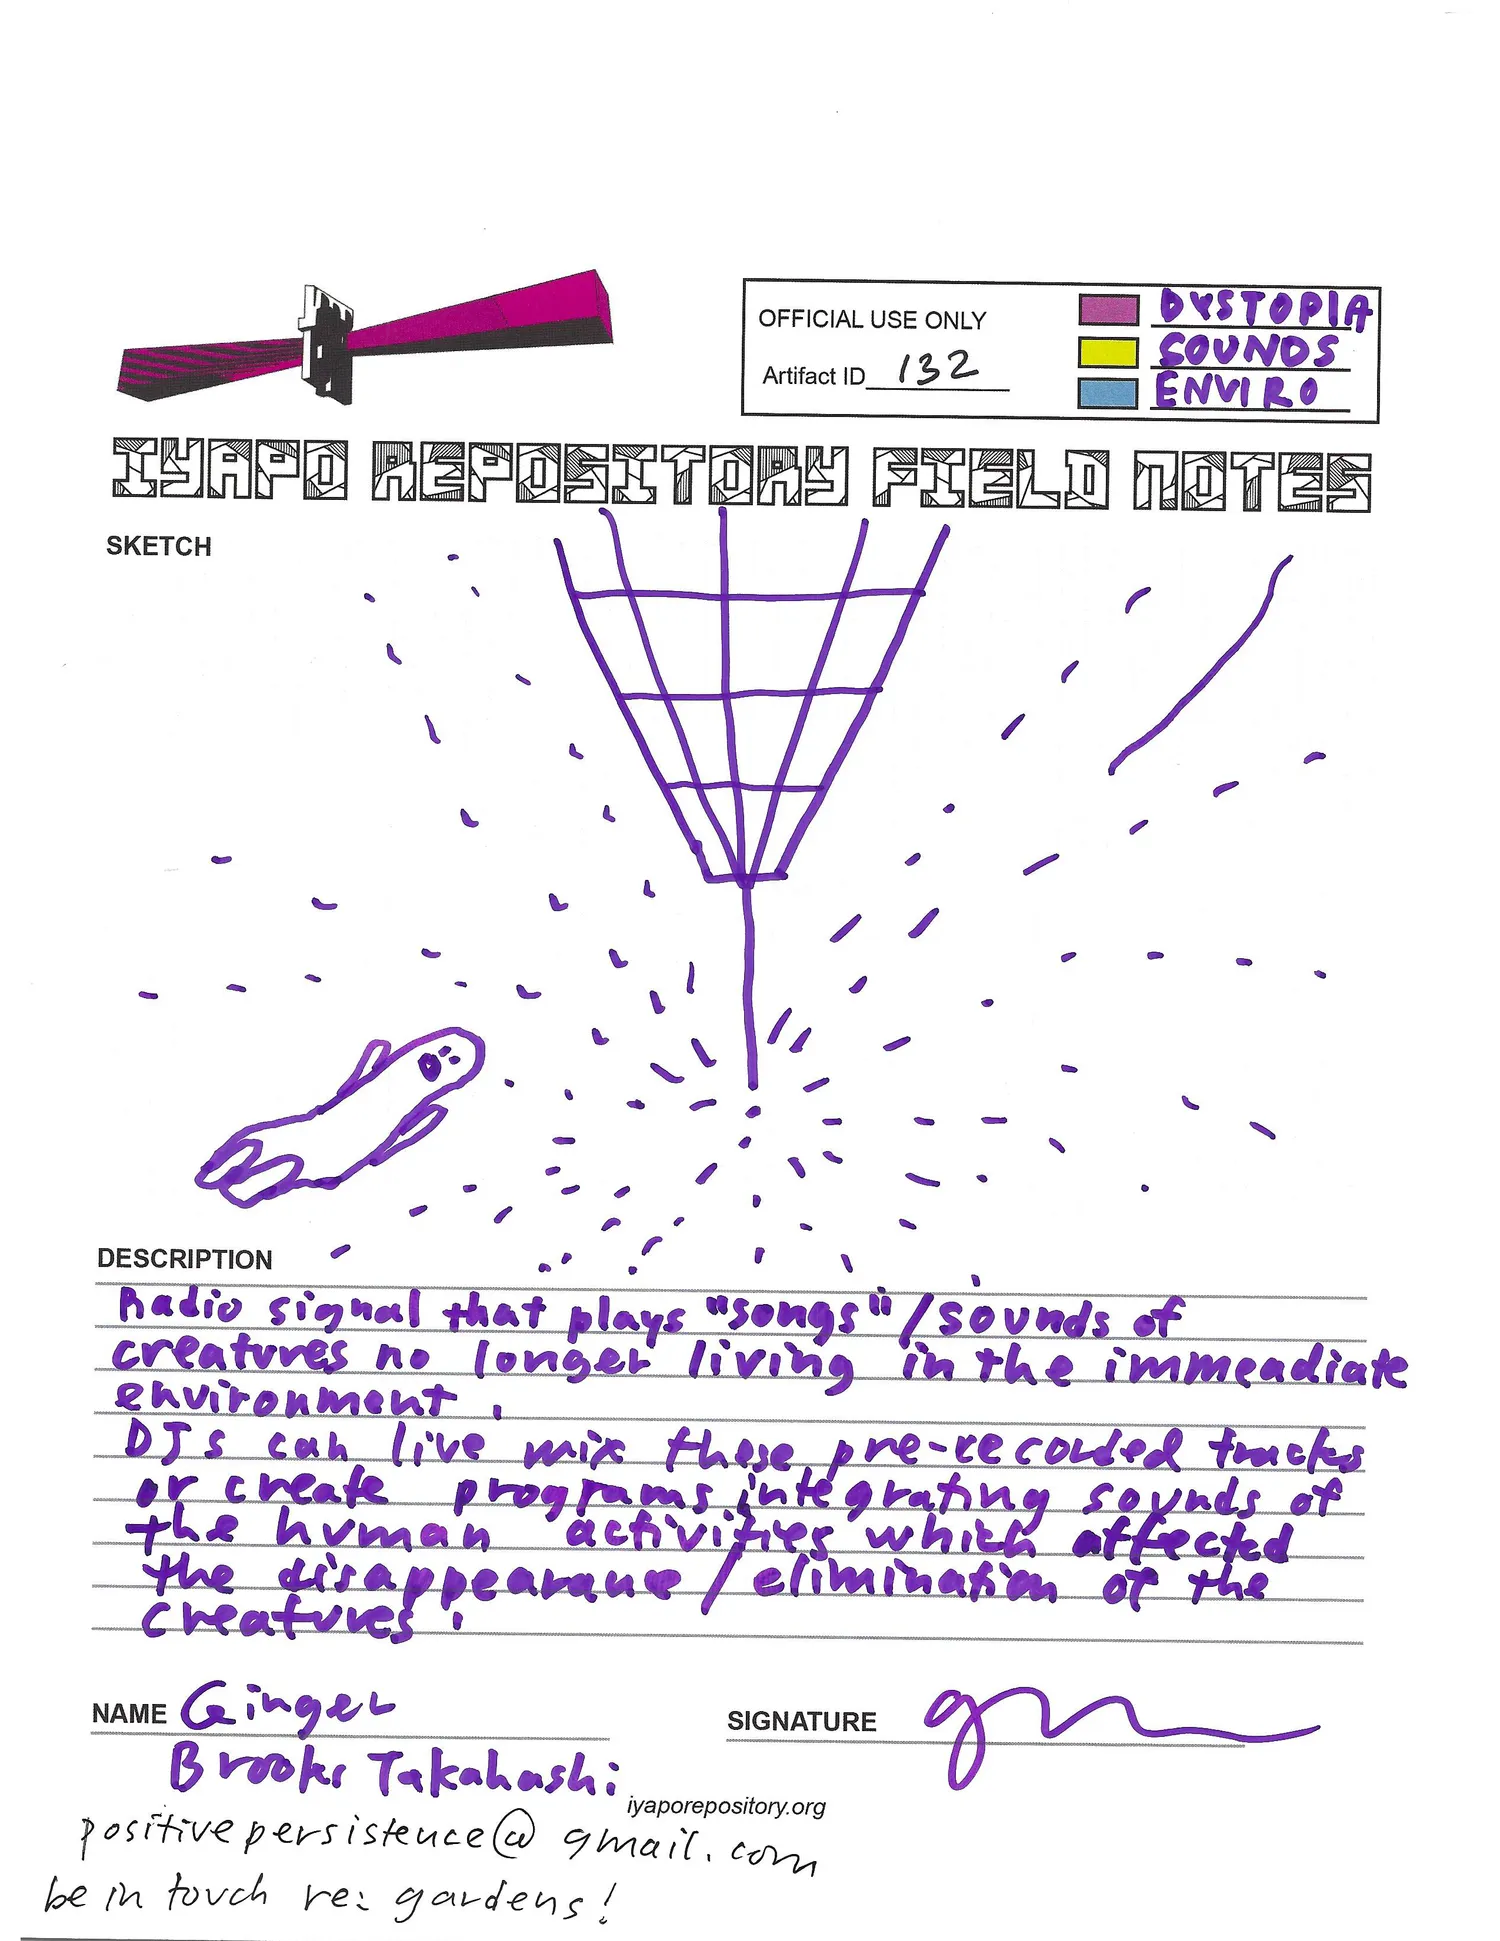 OFFICIAL USE ONLY
Artifact ID 132
DYSTOPIA
SOUNDS
ENVIRO
IYAPO REPOSITORY FIELD NOTES
SKETCH
DESCRIPTION
Radio signal that plays "songs"/sounds of
creatures no longer living in the immeadiate
environment.
DJs can live mix these pre-recorded tracks
or create programs integrating sounds of
the human activities which affected
the disappearance/elimination of the
creatures.
NAME Ginger
Brooks Takahashi
SIGNATURE
iyaporepository.org
positivepersistence@gmail.com
be in touch re: gardens!